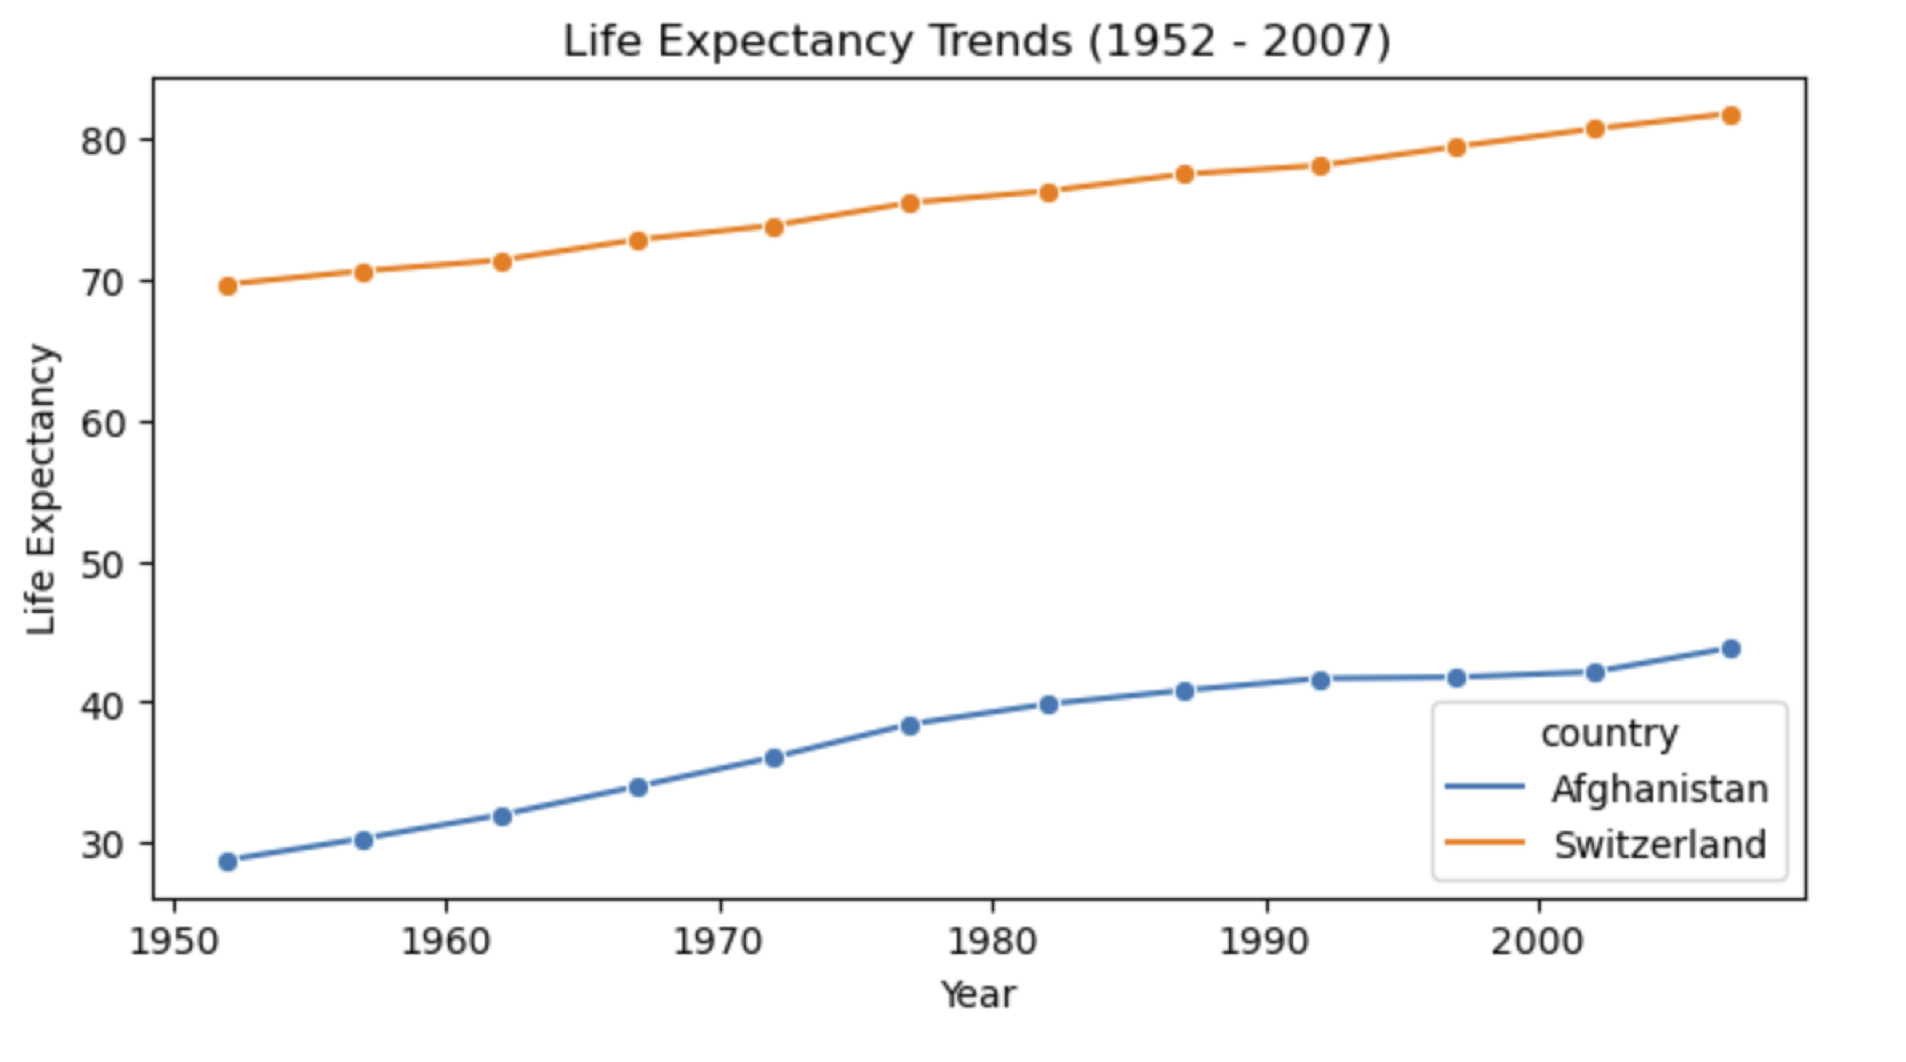 Life Expectancy Trends (1952 - 2007)
80
70
60
50
40
30
Life Expectancy
country
Afghanistan
Switzerland
1950 1960 1970 1980 1990 2000
Year